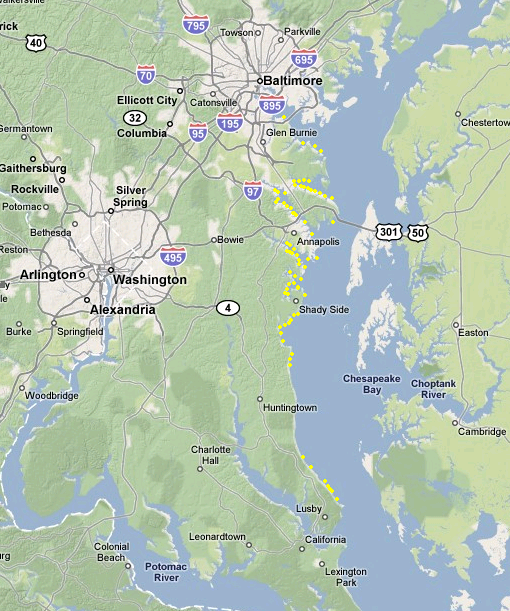 795
Towson
Parkville
40
695
70
Baltimore
Ellicott City
Catonsville
895
32
Columbia
195
95
Glen Burnie
Chestertow
Germantown
Gaithersburg
Rockville
97
Silver
Spring
Potomac
Bethesda
301
50
Reston
Bowie
Annapolis
495
Arlington
Washington
Alexandria
4
Shady Side
Burke
Springfield
Easton
Chesapeake
Bay
Choptank
River
Woodbridge
Huntingtown
Cambridge
Charlotte
Hall
Lusby
Leonardtown
California
Colonial
Beach
Potomac
River
Lexington
Park